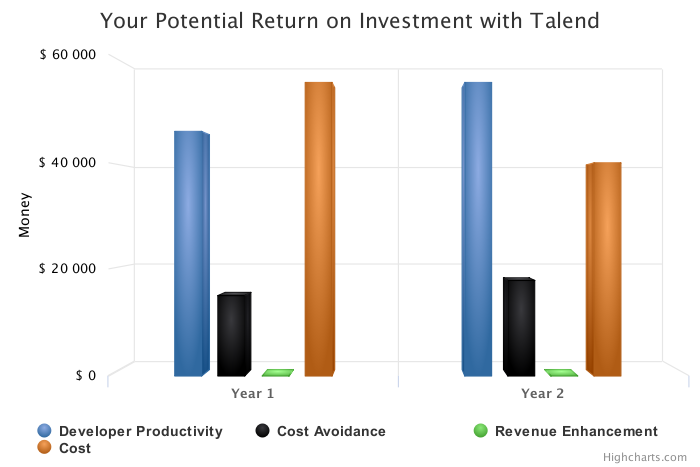 Your Potential Return on Investment with Talend
$ 60 000
$ 40 000
$ 20 000
$ 0
Money
Year 1
Year 2
Developer Productivity
Cost Avoidance
Revenue Enhancement
Cost
Highcharts.com